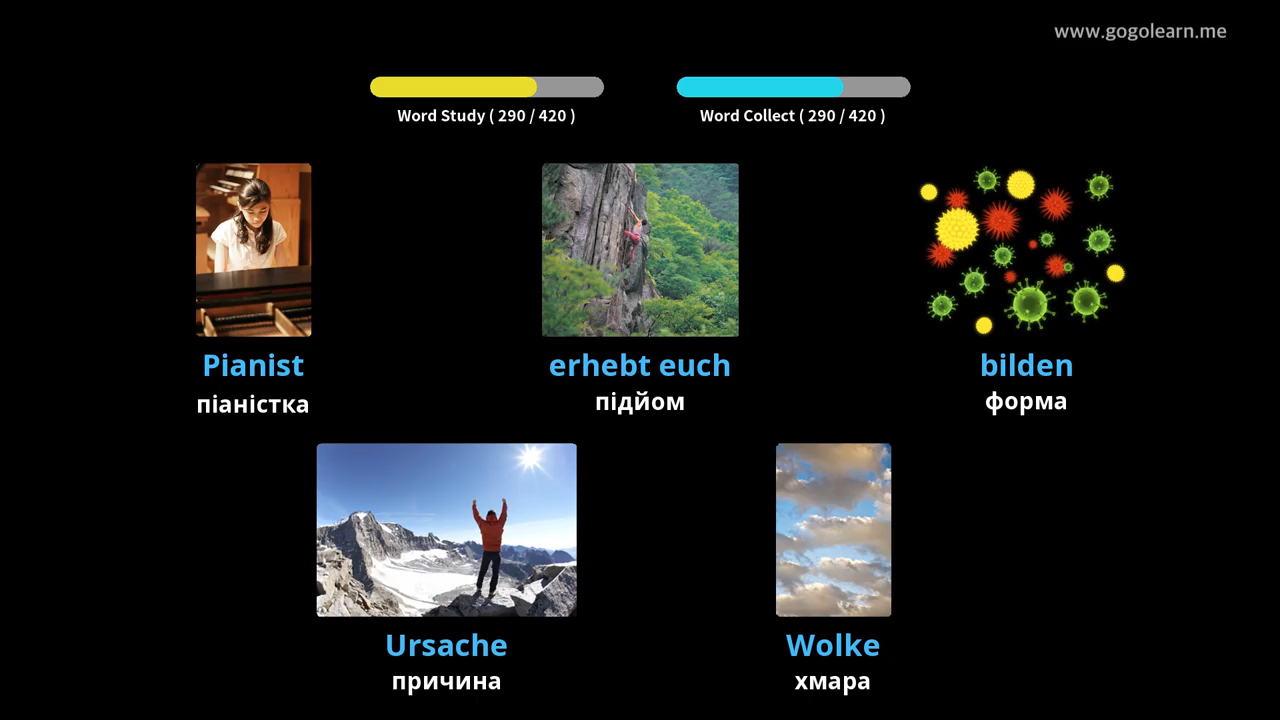 www.gogolearn.me
Word Study ( 290 / 420 )
Word Collect ( 290 / 420 )
Pianist
піаністка
erhebt euch
підйом
bilden
форма
Ursache
причина
Wolke
хмара